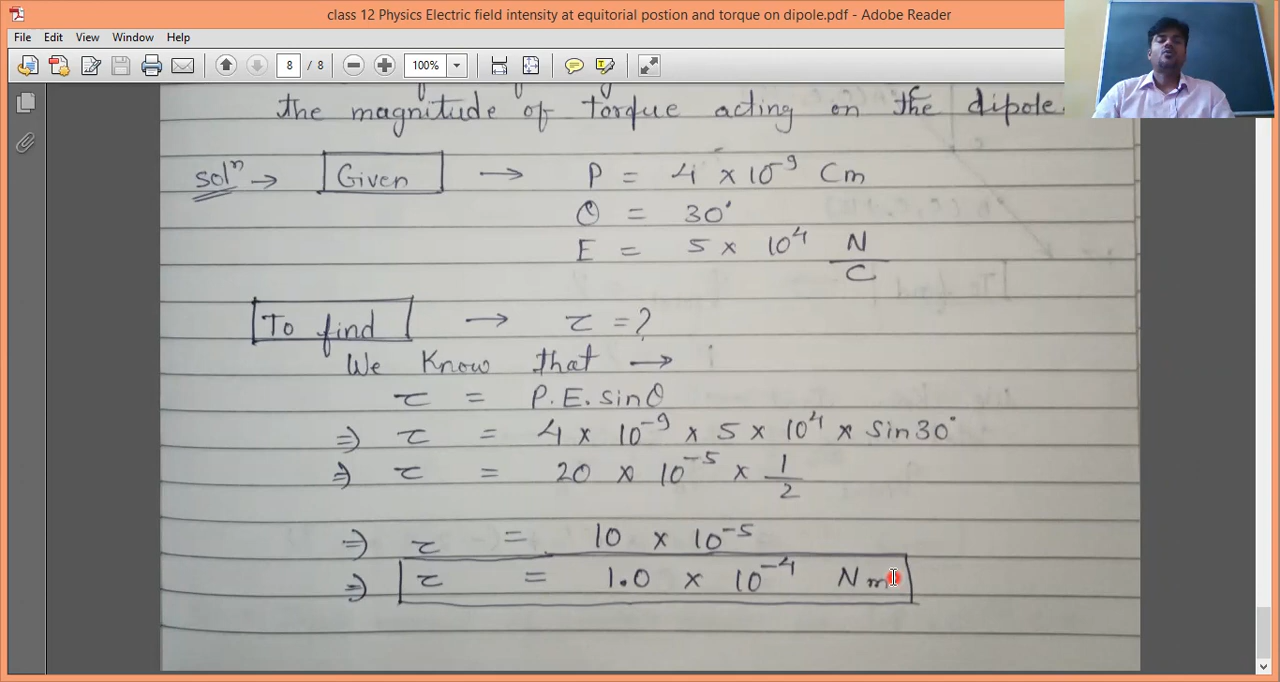 class 12 Physics Electric field intensity at equitorial postion and torque on dipole.pdf - Adobe Reader
File Edit View Window Help
8 / 8 100%
the magnitude of torque acting on the dipole.
solⁿ → Given → P = 4 × 10⁻⁹ Cm
θ = 30°
E = 5 × 10⁴ N/C
To find → τ = ?
We Know that →
τ = P.E. sinθ
⇒ τ = 4 × 10⁻⁹ × 5 × 10⁴ × Sin30°
⇒ τ = 20 × 10⁻⁵ × 1/2
⇒ τ = 10 × 10⁻⁵
⇒ τ = 1.0 × 10⁻⁴ Nm